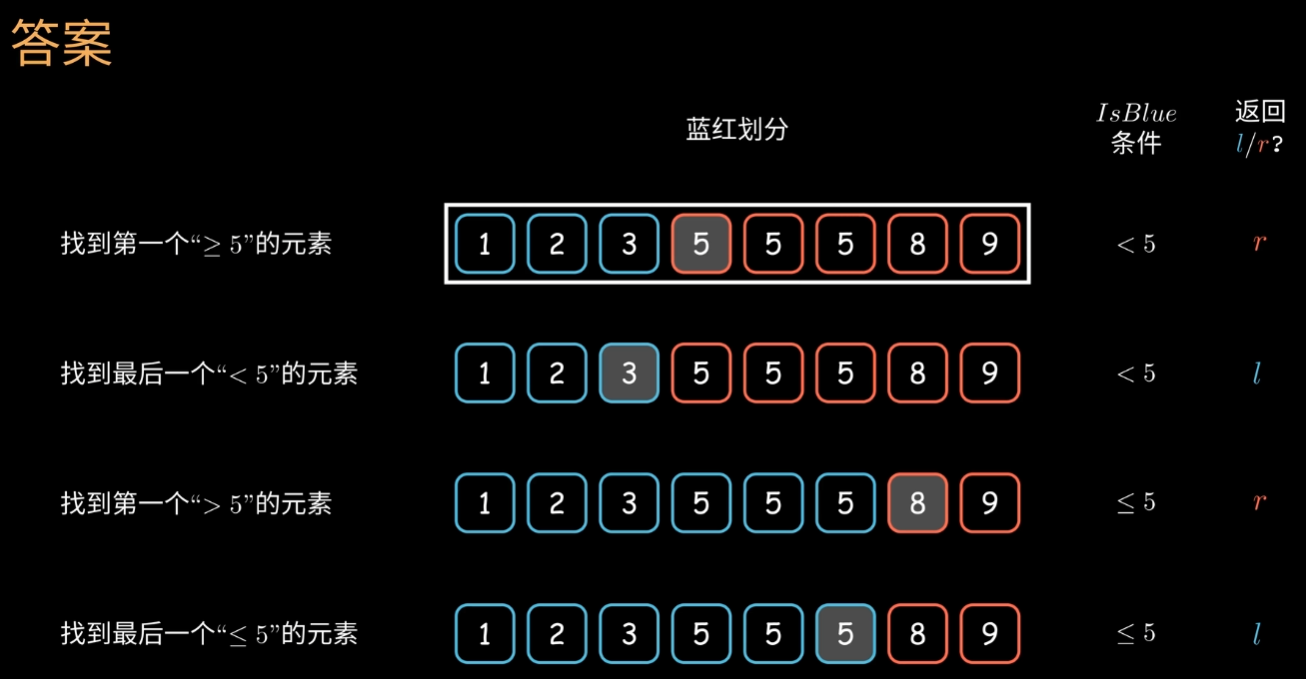 答案
蓝红划分 IsBlue 返回
条件 l/r?
找到第一个“≥ 5”的元素 1 2 3 5 5 5 8 9 < 5 r
找到最后一个“< 5”的元素 1 2 3 5 5 5 8 9 < 5 l
找到第一个“> 5”的元素 1 2 3 5 5 5 8 9 ≤ 5 r
找到最后一个“≤ 5”的元素 1 2 3 5 5 5 8 9 ≤ 5 l